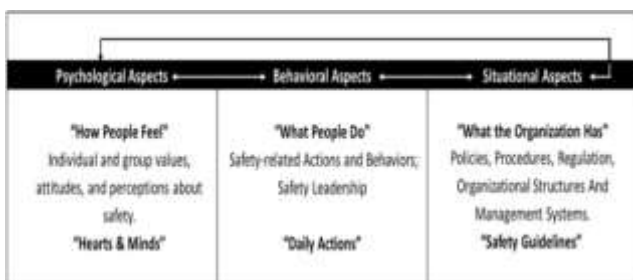 Psychological Aspects Behavioral Aspects Situational Aspects
"How People Feel"
Individual and group values,
attitudes, and perceptions about
safety.
"Hearts & Minds"
"What People Do"
Safety-related Actions and Behaviors;
Safety Leadership
"Daily Actions"
"What the Organization Has"
Policies, Procedures, Regulation,
Organizational Structures And
Management Systems.
"Safety Guidelines"